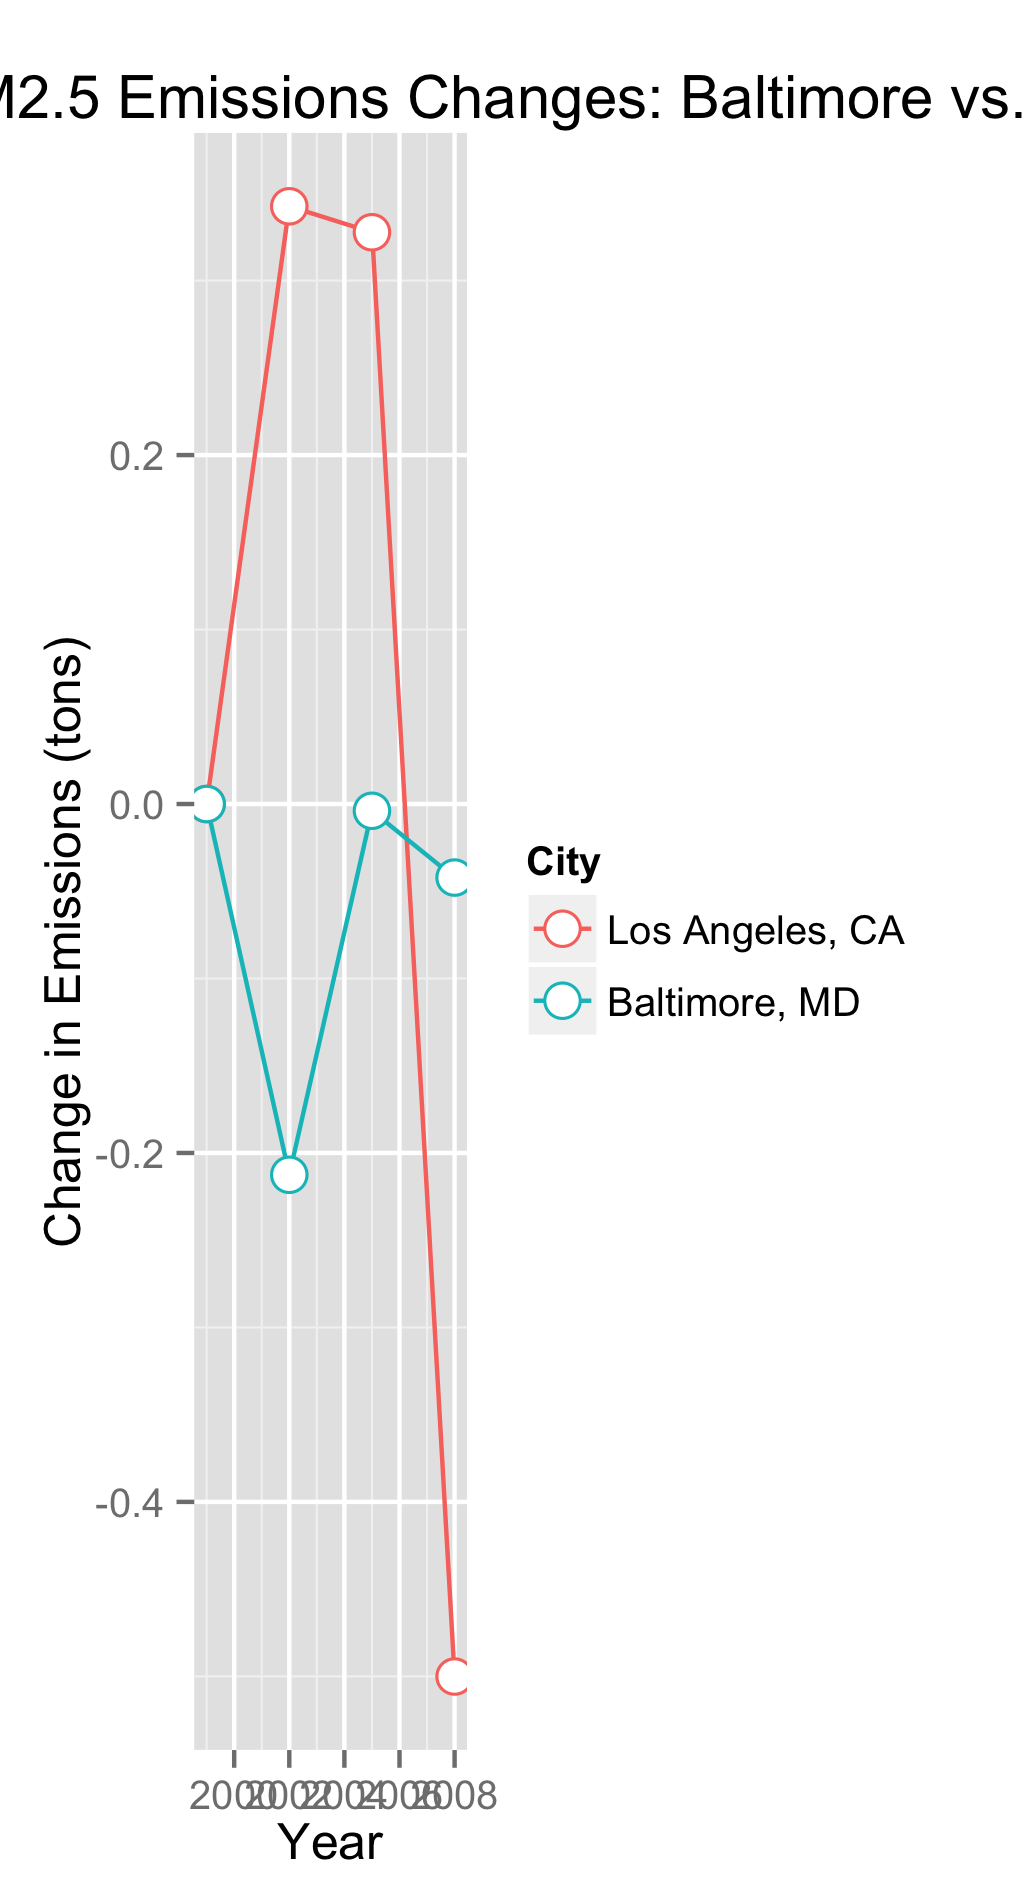 M2.5 Emissions Changes: Baltimore vs.
0.2
0.0
-0.2
-0.4
Change in Emissions (tons)
City
Los Angeles, CA
Baltimore, MD
2000 2002 2004 2006 2008
Year